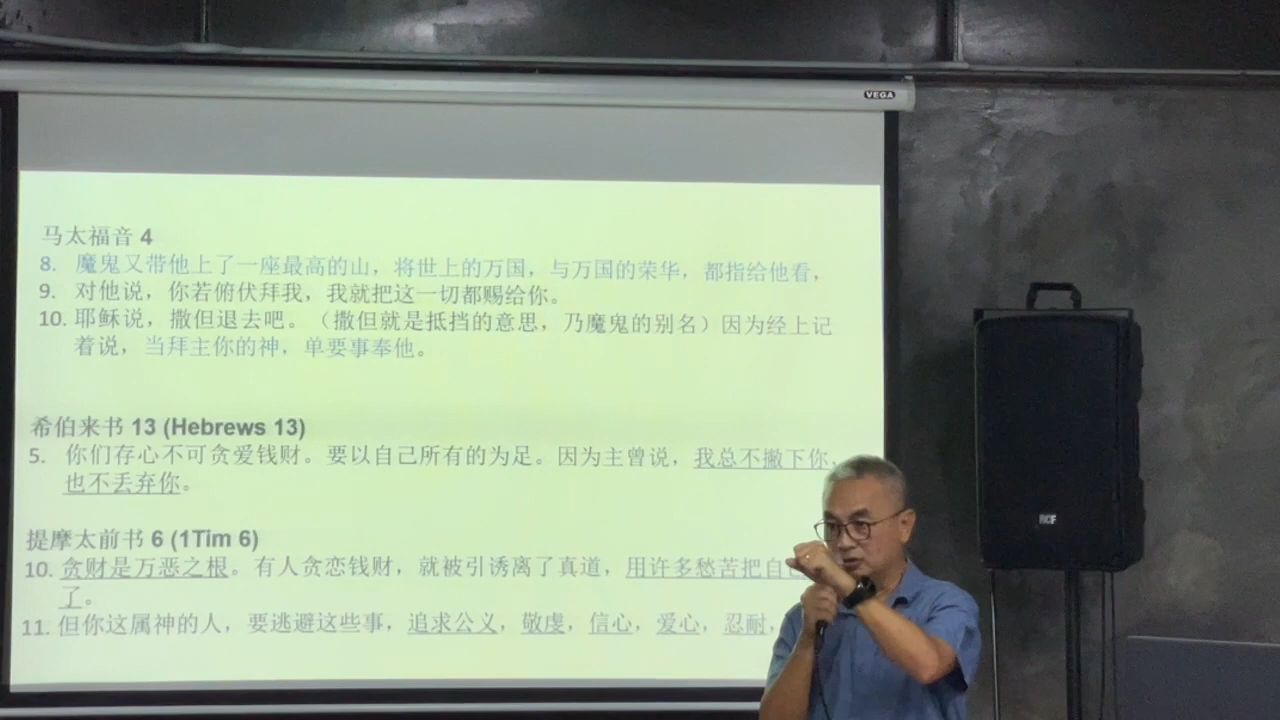 VEGA
马太福音 4
8. 魔鬼又带他上了一座最高的山，将世上的万国，与万国的荣华，都指给他看，
9. 对他说，你若俯伏拜我，我就把这一切都赐给你。
10. 耶稣说，撒但退去吧。（撒但就是抵挡的意思，乃魔鬼的别名）因为经上记
着说，当拜主你的神，单要事奉他。
希伯来书 13 (Hebrews 13)
5. 你们存心不可贪爱钱财。要以自己所有的为足。因为主曾说，我总不撇下你，
也不丢弃你。
提摩太前书 6 (1Tim 6)
10. 贪财是万恶之根。有人贪恋钱财，就被引诱离了真道，用许多愁苦把自
了。
11. 但你这属神的人，要逃避这些事，追求公义，敬虔，信心，爱心，忍耐，
RCF